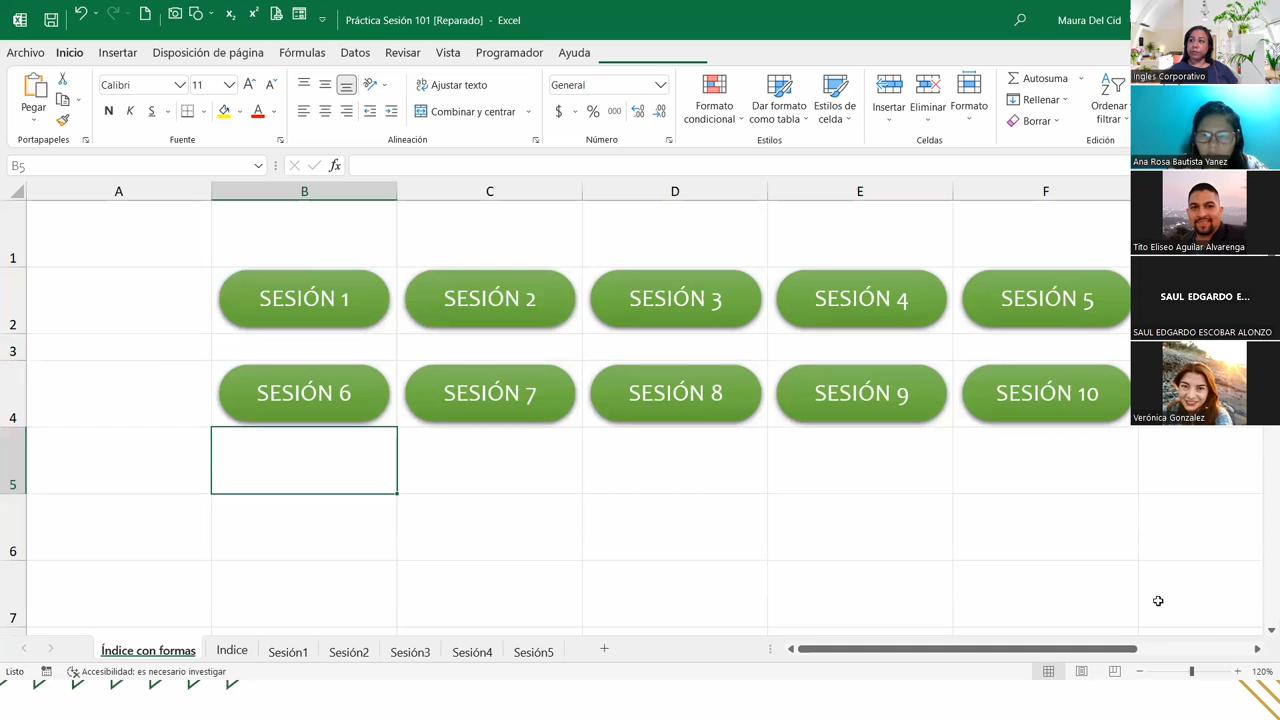 Práctica Sesión 101 [Reparado] - Excel
Maura Del Cid
Archivo Inicio Insertar Disposición de página Fórmulas Datos Revisar Vista Programador Ayuda
Pegar
Portapapeles
Calibri 11
N K S
Fuente
Ajustar texto
Combinar y centrar
Alineación
General
$ % 000
Número
Formato condicional
Dar formato como tabla
Estilos de celda
Estilos
Insertar
Eliminar
Formato
Celdas
Autosuma
Rellenar
Borrar
Ordenar
filtrar
Edición
B5
fx
A B C D E F
1
2
3
4
5
6
7
SESIÓN 1 SESIÓN 2 SESIÓN 3 SESIÓN 4 SESIÓN 5
SESIÓN 6 SESIÓN 7 SESIÓN 8 SESIÓN 9 SESIÓN 10
Ingles Corporativo
Ana Rosa Bautista Yanez
Tito Eliseo Aguilar Alvarenga
SAUL EDGARDO E...
SAUL EDGARDO ESCOBAR ALONZO
Verónica Gonzalez
Índice con formas Indice Sesión1 Sesión2 Sesión3 Sesión4 Sesión5
Listo
Accesibilidad: es necesario investigar
120%